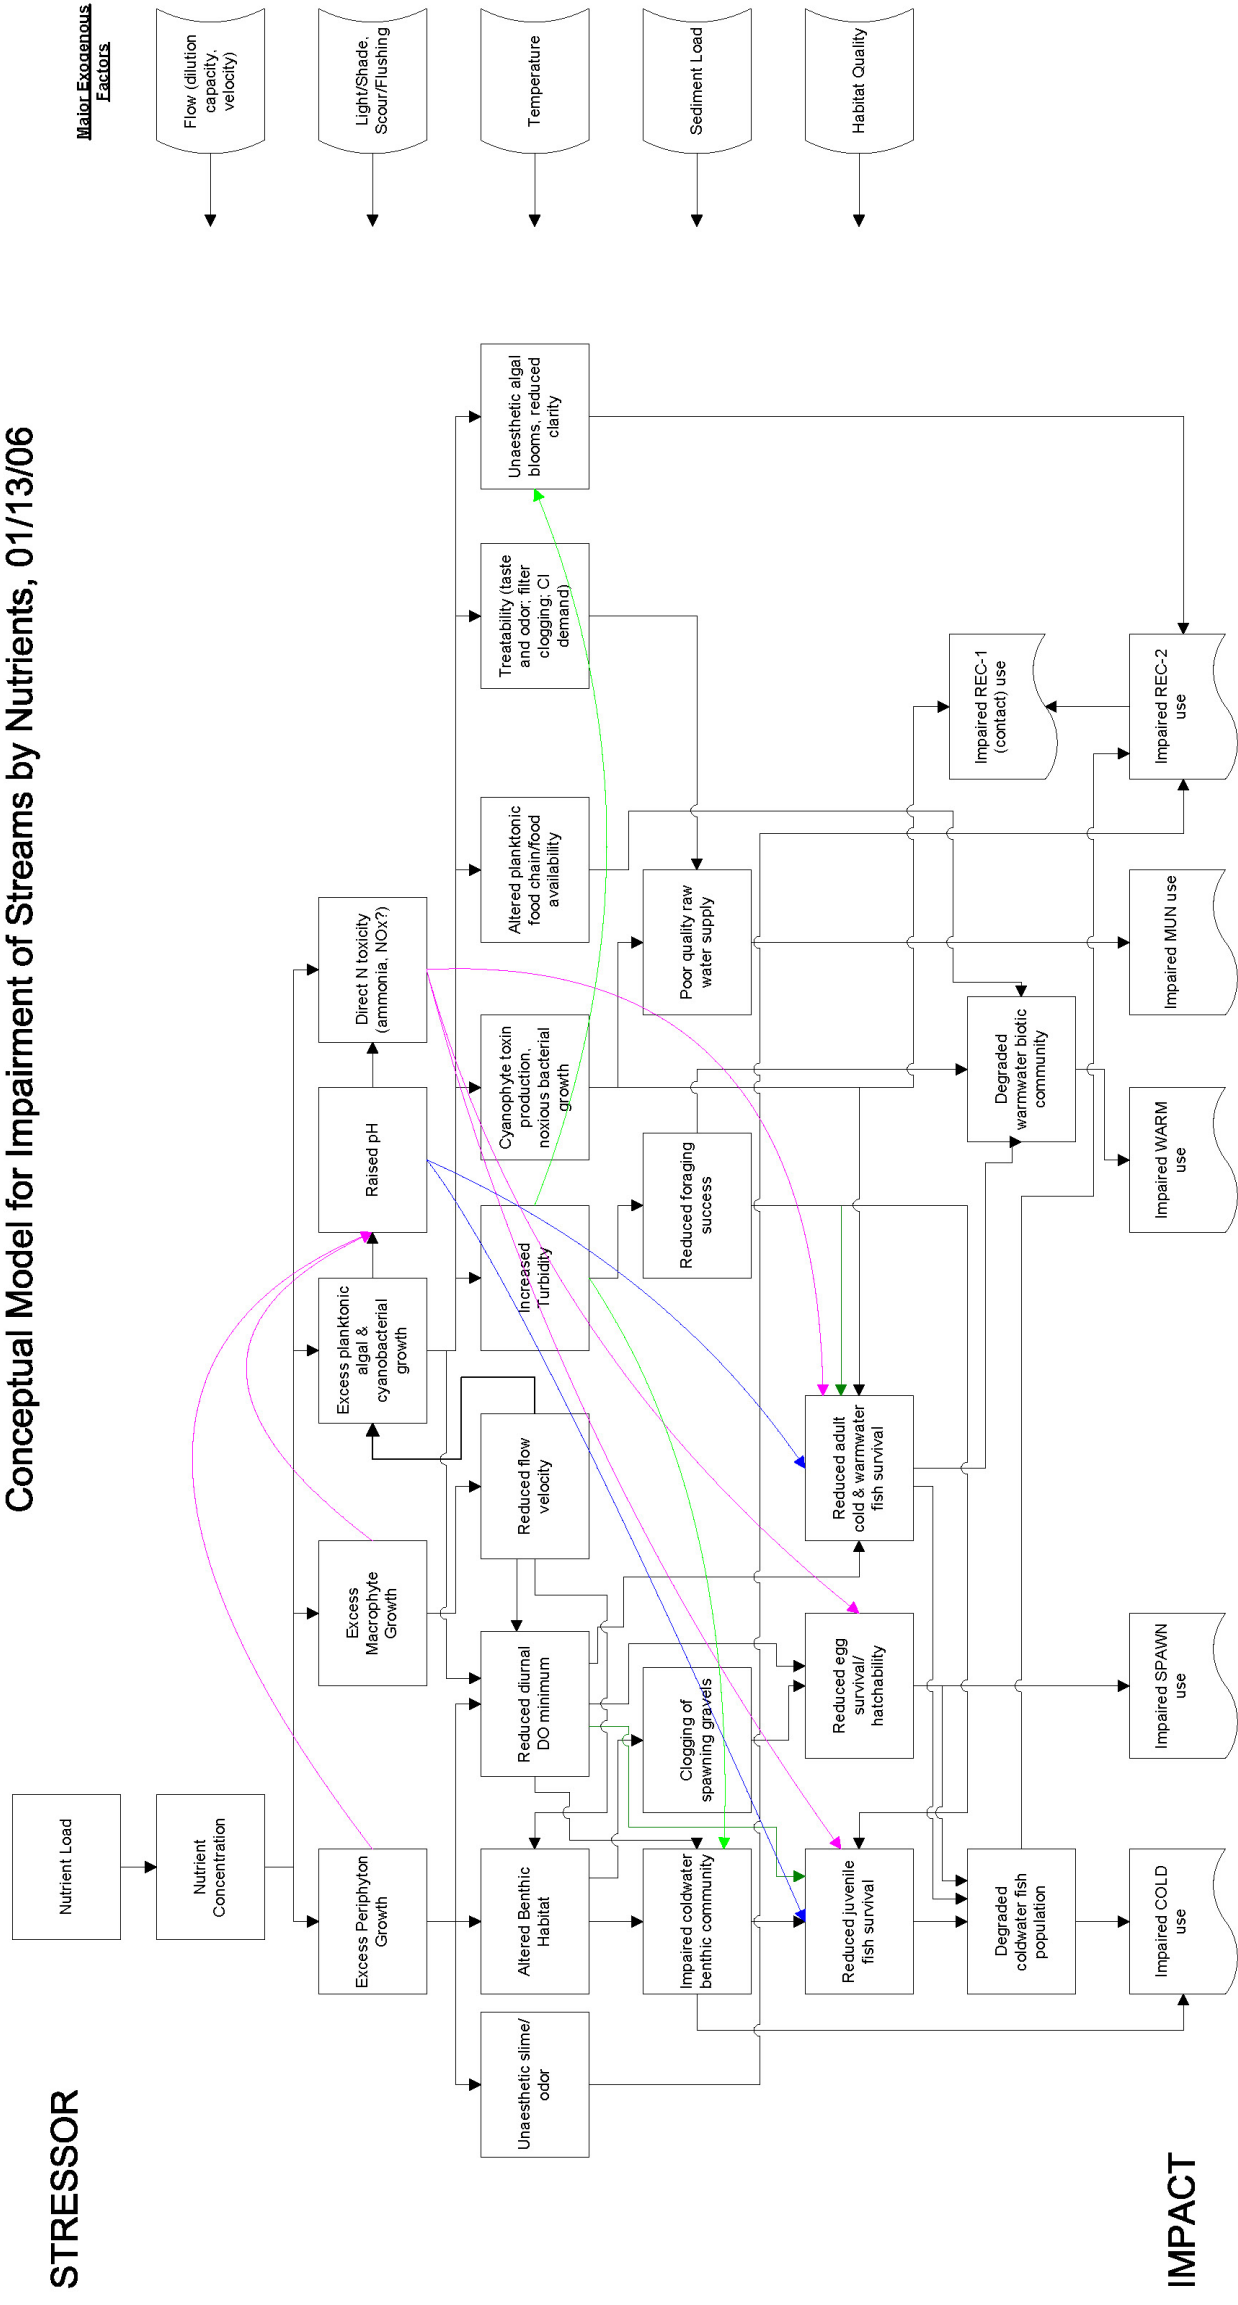 Conceptual Model for Impairment of Streams by Nutrients, 01/13/06
STRESSOR
Major Exogenous
Factors
Nutrient Load
Nutrient
Concentration
Flow (dilution
capacity,
velocity)
Excess Periphyton
Growth
Excess
Macrophyte
Growth
Excess planktonic
algal &
cyanobacterial
growth
Raised pH
Direct N toxicity
(ammonia, NOx?)
Light/Shade,
Scour/Flushing
Unaesthetic slime/
odor
Altered Benthic
Habitat
Reduced diurnal
DO minimum
Reduced flow
velocity
Increased
Turbidity
Cyanophyte toxin
production,
noxious bacterial
growth
Altered planktonic
food chain/food
availability
Treatability (taste
and odor; filter
clogging; Cl
demand)
Unaesthetic algal
blooms, reduced
clarity
Temperature
Impaired coldwater
benthic community
Clogging of
spawning gravels
Reduced foraging
success
Poor quality raw
water supply
Sediment Load
Reduced juvenile
fish survival
Reduced egg
survival/
hatchability
Reduced adult
cold & warmwater
fish survival
Habitat Quality
Degraded
coldwater fish
population
Degraded
warmwater biotic
community
Impaired REC-1
(contact) use
IMPACT
Impaired COLD
use
Impaired SPAWN
use
Impaired WARM
use
Impaired MUN use
Impaired REC-2
use